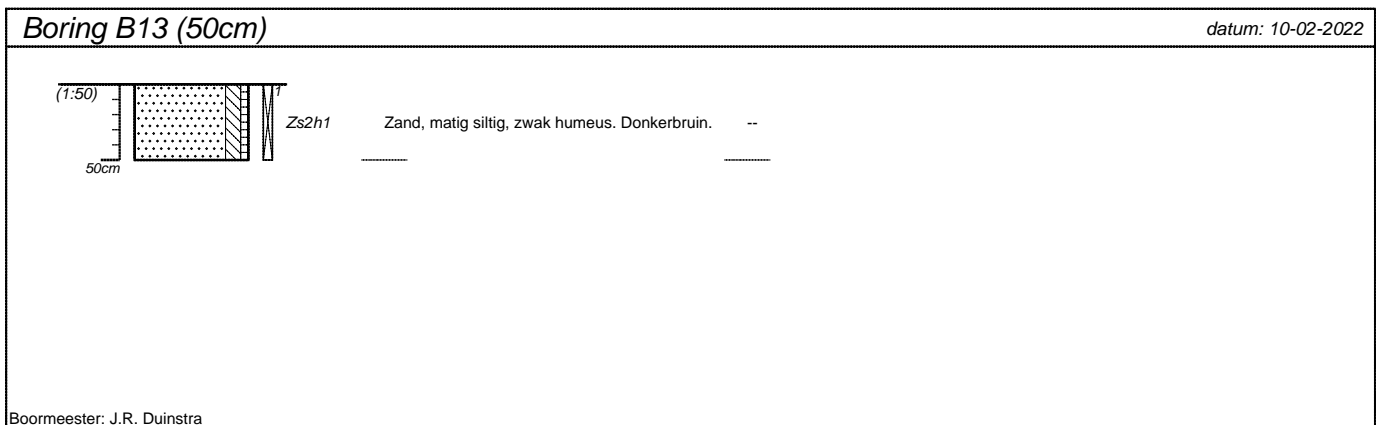 Boring B13 (50cm) datum: 10-02-2022
(1:50) 1
Zs2h1 Zand, matig siltig, zwak humeus. Donkerbruin. --
50cm
Boormeester: J.R. Duinstra